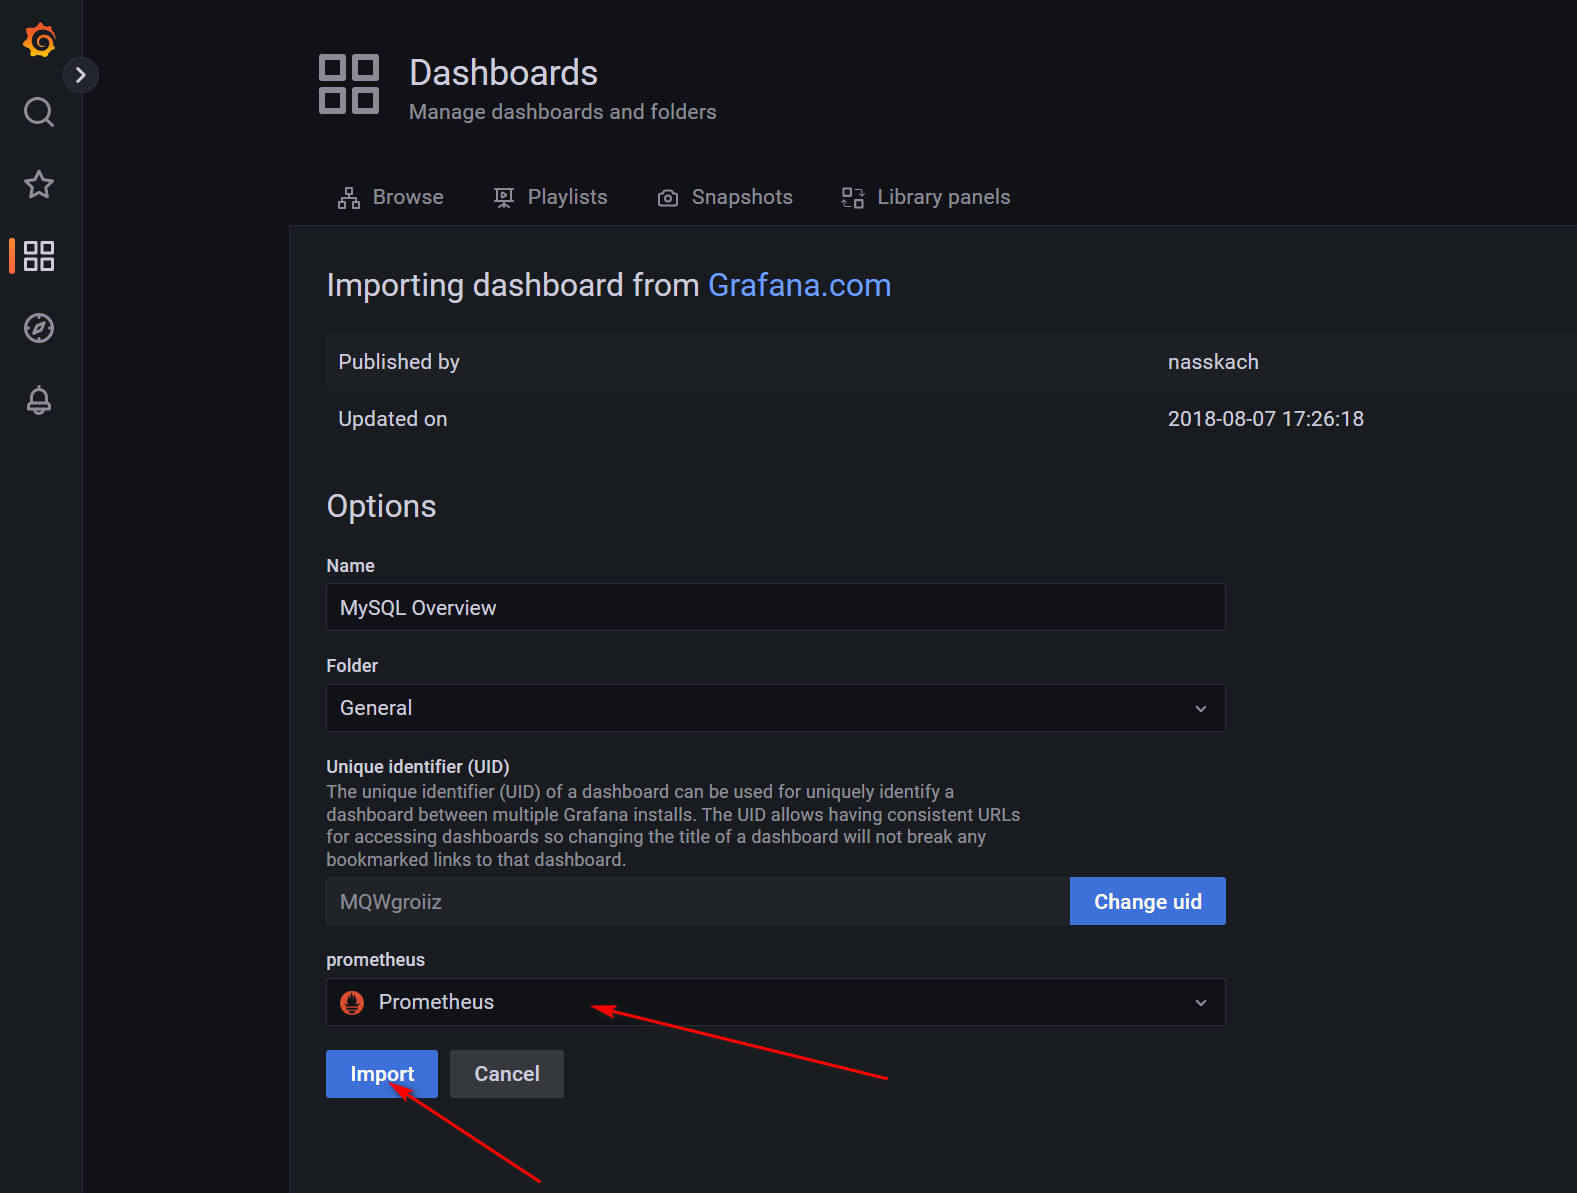 Dashboards
Manage dashboards and folders
Browse
Playlists
Snapshots
Library panels
Importing dashboard from Grafana.com
Published by
nasskach
Updated on
2018-08-07 17:26:18
Options
Name
MySQL Overview
Folder
General
Unique identifier (UID)
The unique identifier (UID) of a dashboard can be used for uniquely identify a
dashboard between multiple Grafana installs. The UID allows having consistent URLs
for accessing dashboards so changing the title of a dashboard will not break any
bookmarked links to that dashboard.
MQWgroiiz
Change uid
prometheus
Prometheus
Import
Cancel